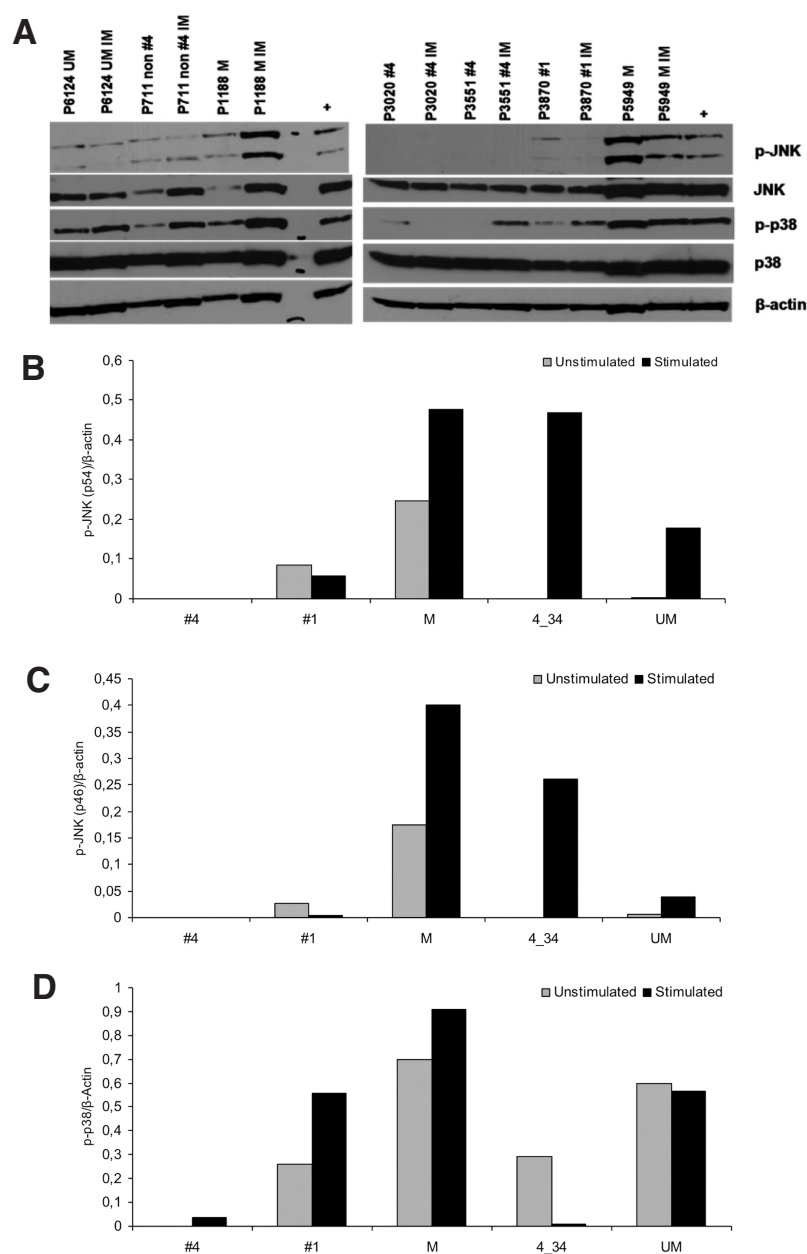 A
P6124 UM
P6124 UM IM
P711 non #4
P711 non #4 IM
P1188 M
P1188 M IM
+
P3020 #4
P3020 #4 IM
P3551 #4
P3551 #4 IM
P3870 #1
P3870 #1 IM
P5949 M
P5949 M IM
+
p-JNK
JNK
p-p38
p38
β-actin
B
Unstimulated Stimulated
p-JNK (p54)/β-actin
0,6
0,5
0,4
0,3
0,2
0,1
0
#4 #1 M 4_34 UM
C
Unstimulated Stimulated
p-JNK (p46)/β-actin
0,45
0,4
0,35
0,3
0,25
0,2
0,15
0,1
0,05
0
#4 #1 M 4_34 UM
D
Unstimulated Stimulated
p-p38/β-Actin
1
0,9
0,8
0,7
0,6
0,5
0,4
0,3
0,2
0,1
0
#4 #1 M 4_34 UM